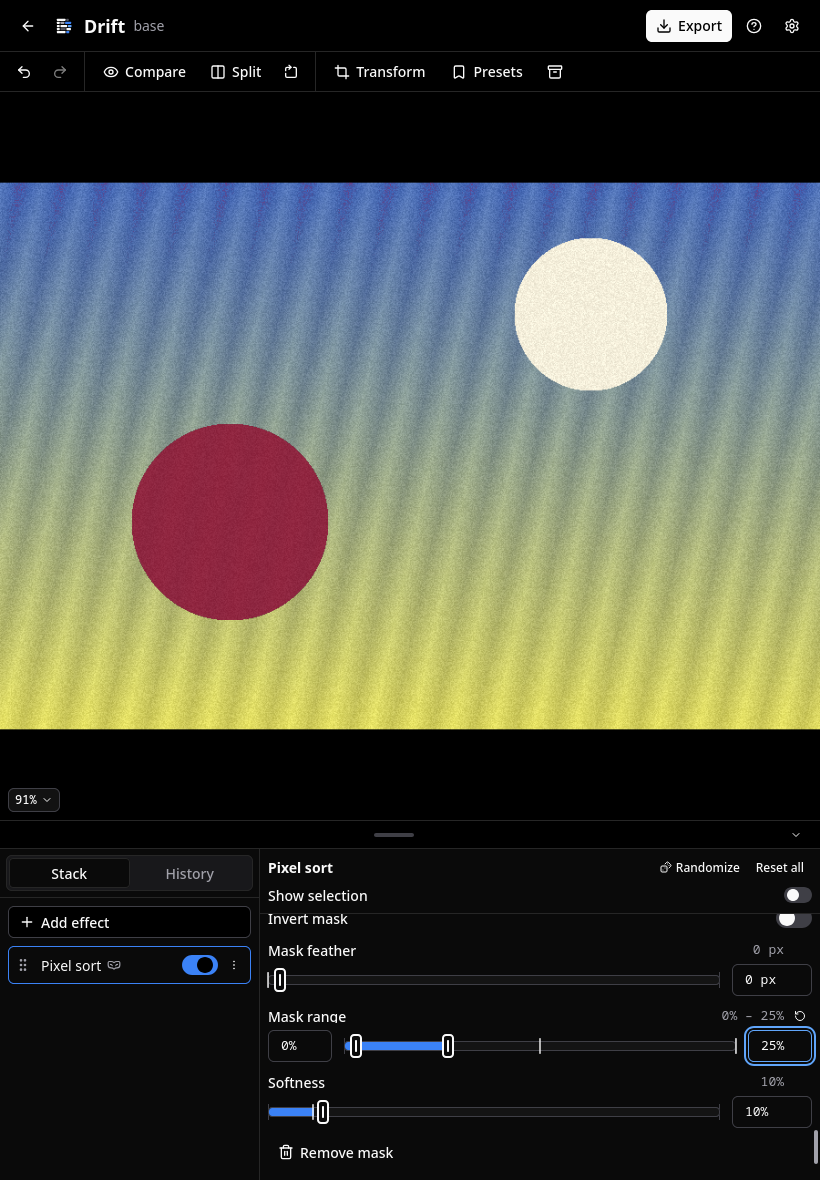 Drift base
Export
Compare
Split
Transform
Presets
91%
Stack
History
Add effect
Pixel sort
Pixel sort
Randomize
Reset all
Show selection
Invert mask
Mask feather
0 px
0 px
Mask range
0% – 25%
0%
25%
Softness
10%
10%
Remove mask